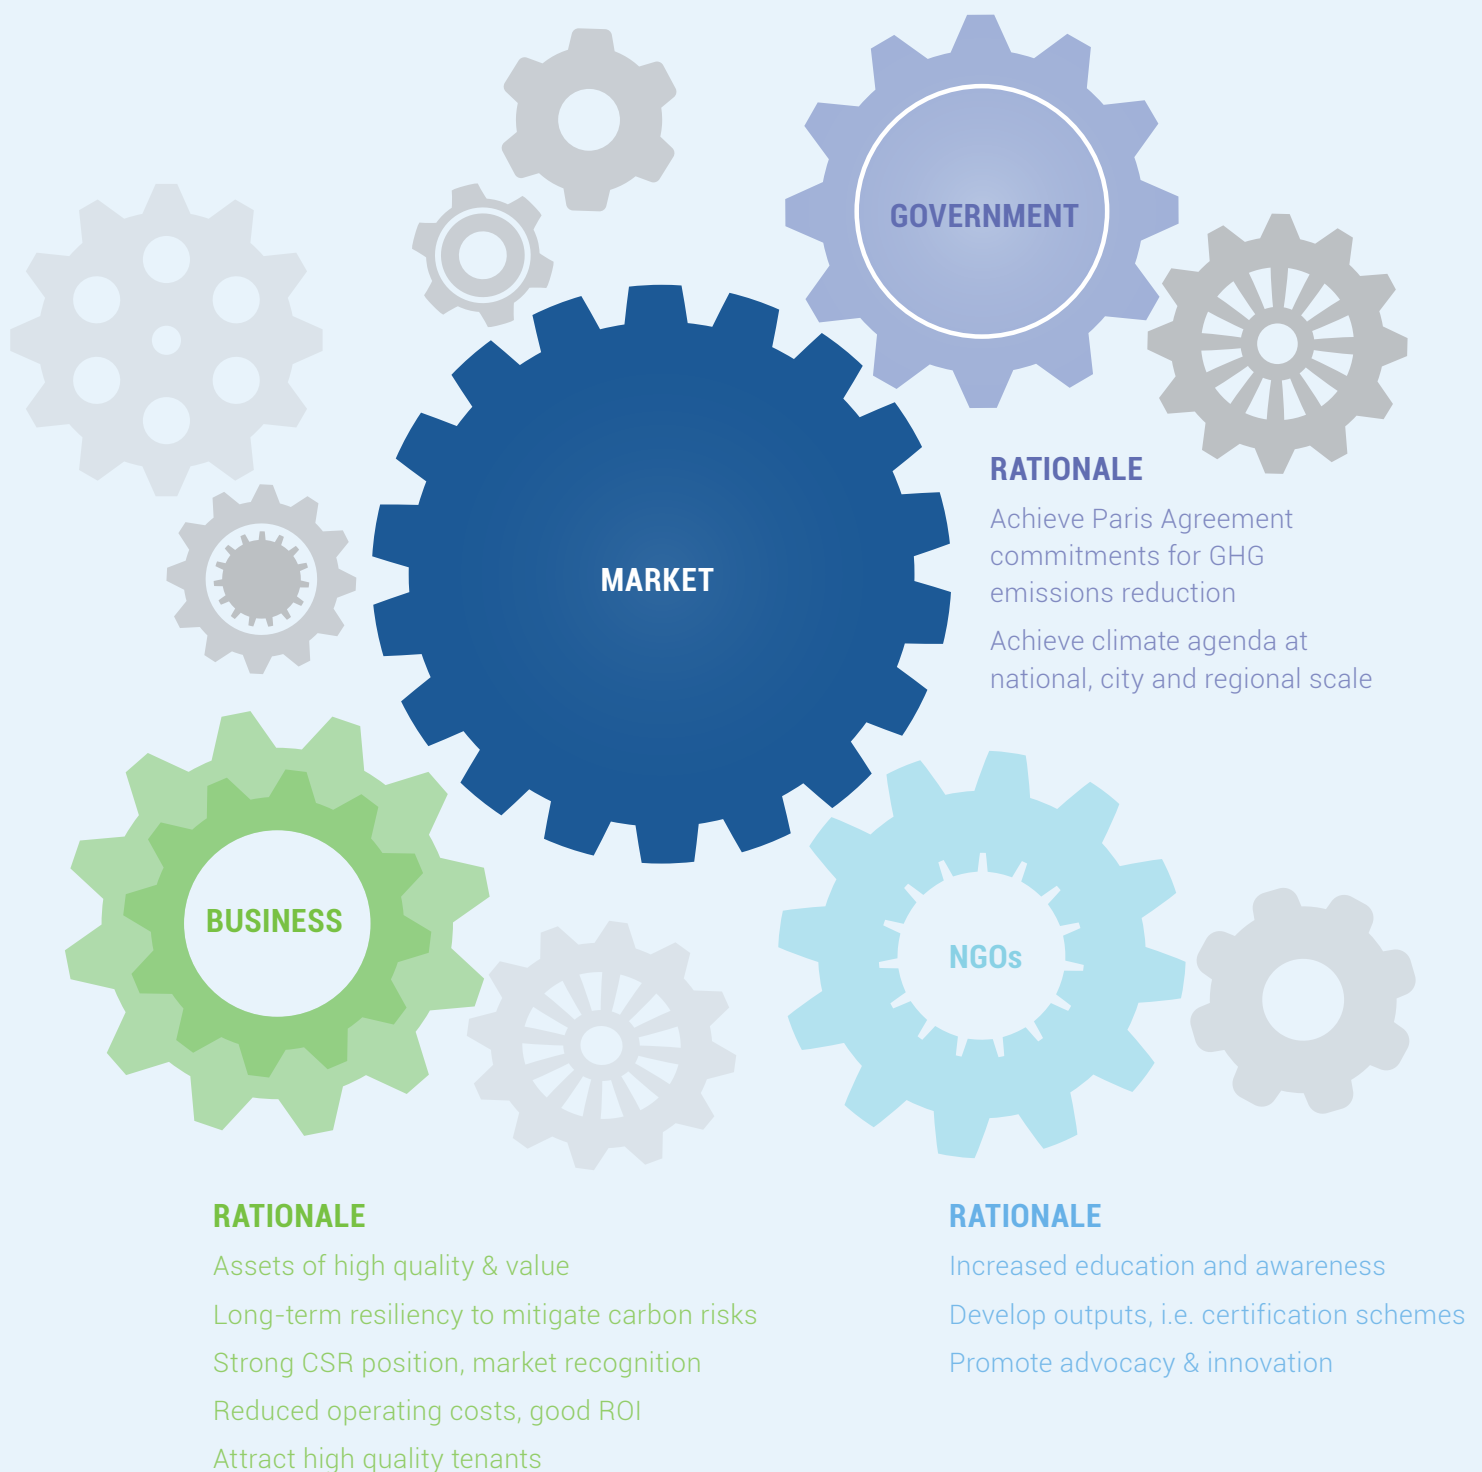 GOVERNMENT
RATIONALE
Achieve Paris Agreement
commitments for GHG
emissions reduction
Achieve climate agenda at
national, city and regional scale
MARKET
BUSINESS
NGOs
RATIONALE
Assets of high quality & value
Long-term resiliency to mitigate carbon risks
Strong CSR position, market recognition
Reduced operating costs, good ROI
Attract high quality tenants
RATIONALE
Increased education and awareness
Develop outputs, i.e. certification schemes
Promote advocacy & innovation